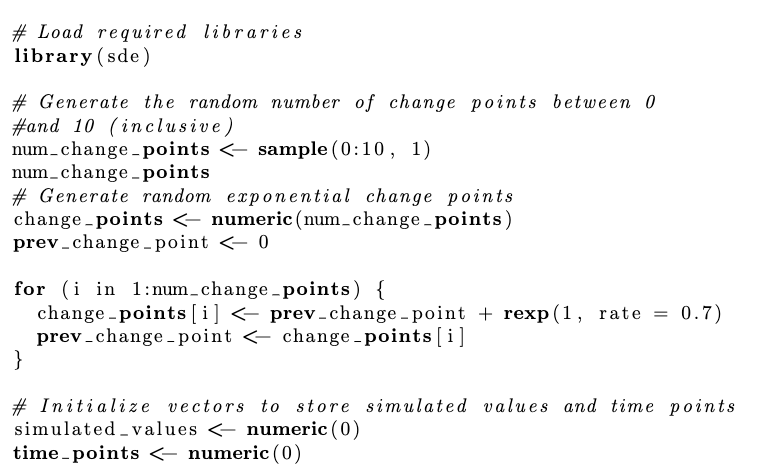 # Load required libraries
library(sde)
# Generate the random number of change points between 0
#and 10 (inclusive)
num_change_points <- sample(0:10, 1)
num_change_points
# Generate random exponential change points
change_points <- numeric(num_change_points)
prev_change_point <- 0
for (i in 1:num_change_points) {
  change_points[i] <- prev_change_point + rexp(1, rate = 0.7)
  prev_change_point <- change_points[i]
}
# Initialize vectors to store simulated values and time points
simulated_values <- numeric(0)
time_points <- numeric(0)